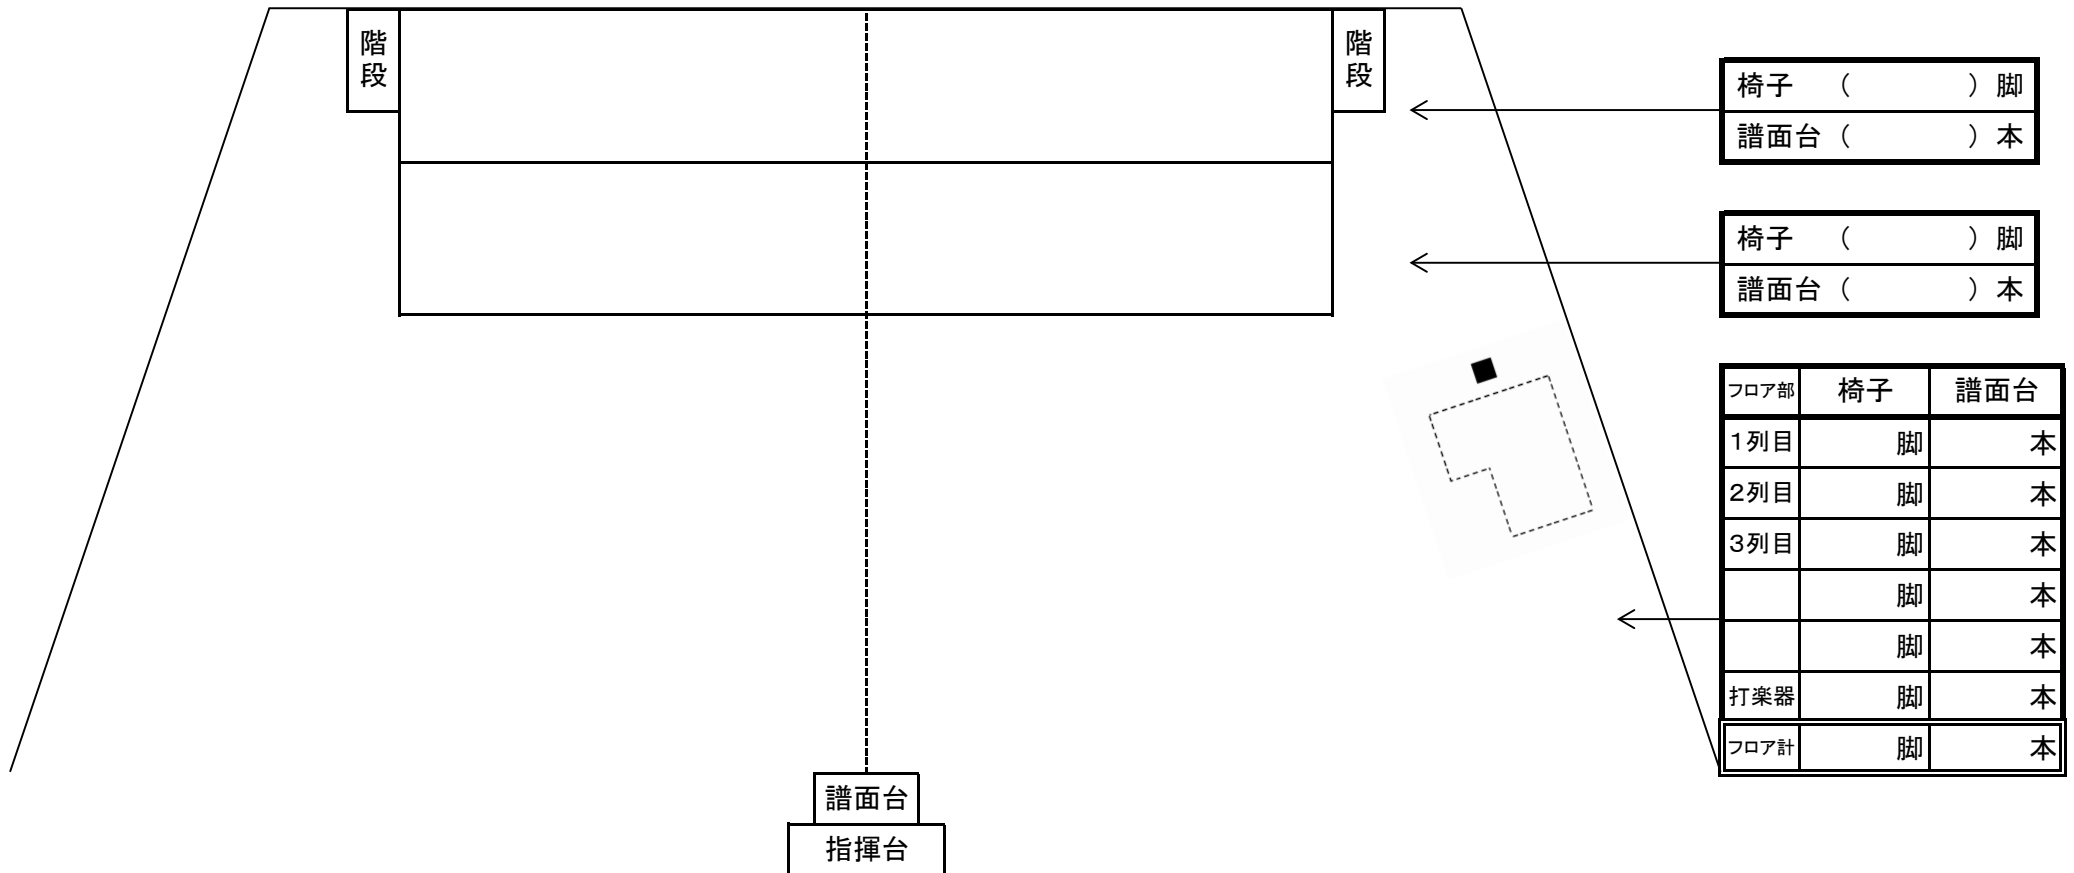 階段
階段
椅子　（　　　　）脚
譜面台（　　　　）本
椅子　（　　　　）脚
譜面台（　　　　）本
フロア部 椅子 譜面台
1列目 脚 本
2列目 脚 本
3列目 脚 本
脚 本
脚 本
打楽器 脚 本
フロア計 脚 本
譜面台
指揮台